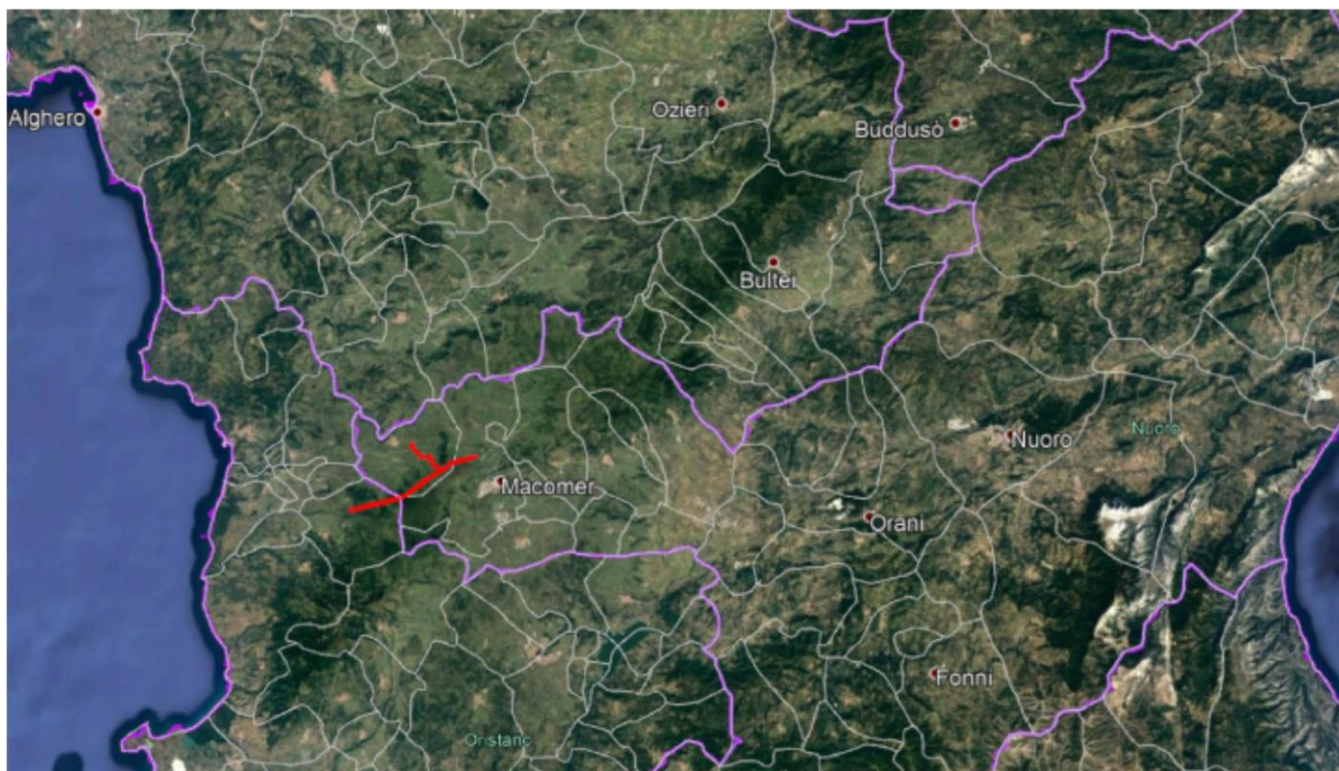 Alghero
Ozieri
Buddusò
Bultei
Nuoro
Nuoro
Macomer
Orani
Fonni
Oristano